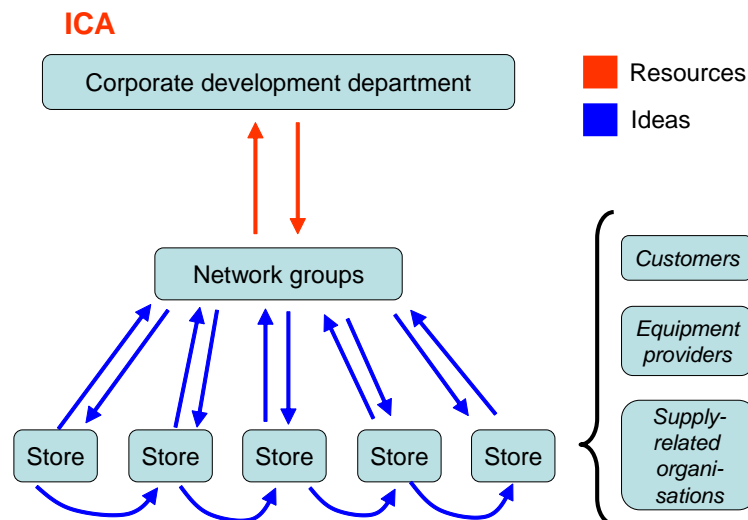 ICA
Corporate development department
Resources
Ideas
Network groups
Customers
Equipment
providers
Store
Store
Store
Store
Store
Supply-
related
organi-
sations